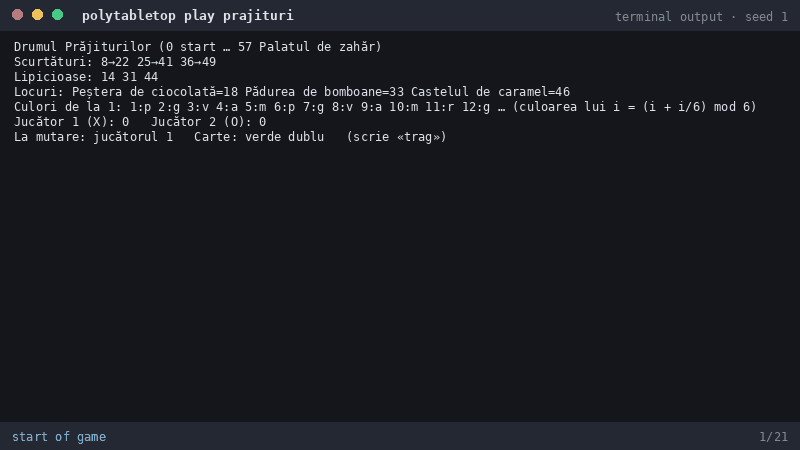 polytabletop play prajituri
terminal output · seed 1
Drumul Prăjiturilor (0 start … 57 Palatul de zahăr)
Scurtături: 8→22 25→41 36→49
Lipicioase: 14 31 44
Locuri: Peștera de ciocolată=18 Pădurea de bomboane=33 Castelul de caramel=46
Culori de la 1: 1:p 2:g 3:v 4:a 5:m 6:p 7:g 8:v 9:a 10:m 11:r 12:g … (culoarea lui i = (i + i/6) mod 6)
Jucător 1 (X): 0   Jucător 2 (O): 0
La mutare: jucătorul 1   Carte: verde dublu   (scrie «trag»)
start of game
1/21